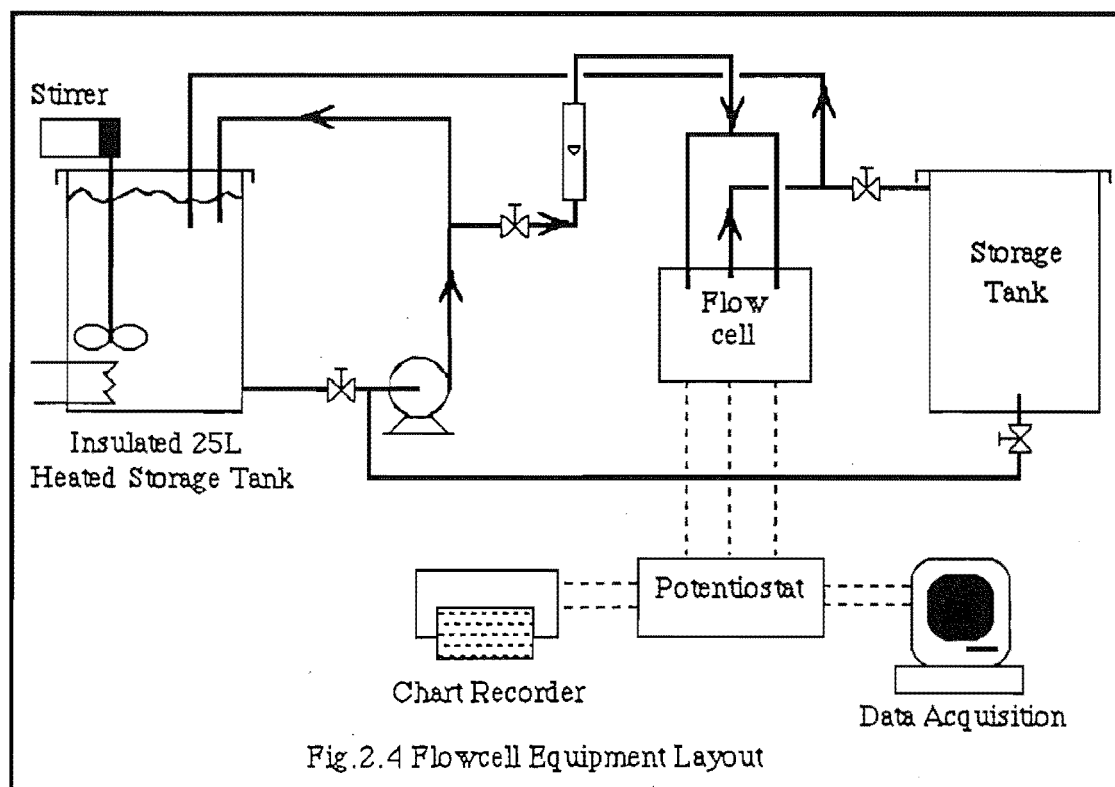 Stirrer
Storage
Tank
Flow
cell
Insulated 25L
Heated Storage Tank
Potentiostat
Chart Recorder
Data Acquisition
Fig.2.4 Flowcell Equipment Layout